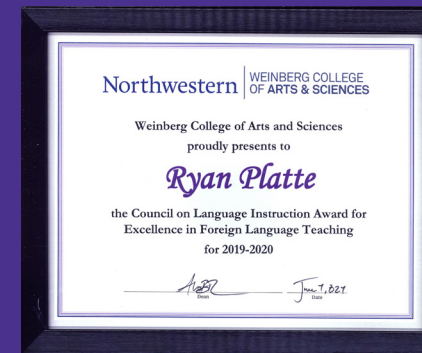 Northwestern
WEINBERG COLLEGE
OF ARTS & SCIENCES
Weinberg College of Arts and Sciences
proudly presents to
Ryan Platte
the Council on Language Instruction Award for
Excellence in Foreign Language Teaching
for 2019-2020
Dean
Date